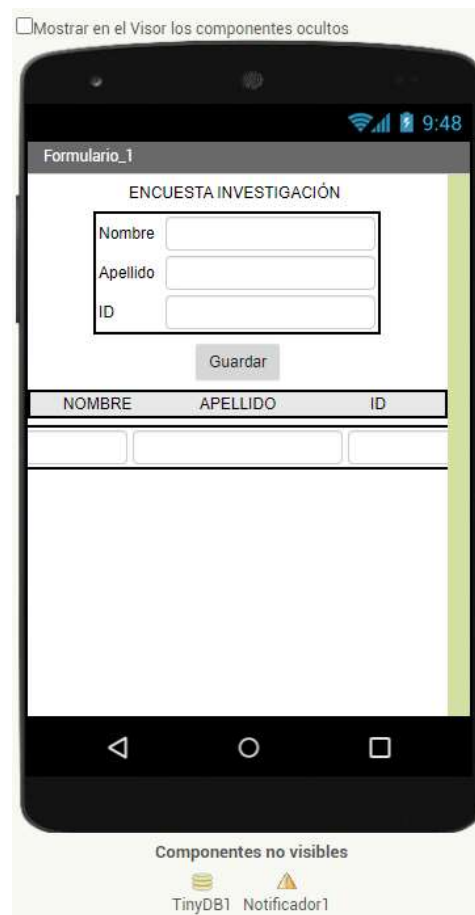 Mostrar en el Visor los componentes ocultos
9:48
Formulario_1
ENCUESTA INVESTIGACIÓN
Nombre
Apellido
ID
Guardar
NOMBRE APELLIDO ID
Componentes no visibles
TinyDB1 Notificador1